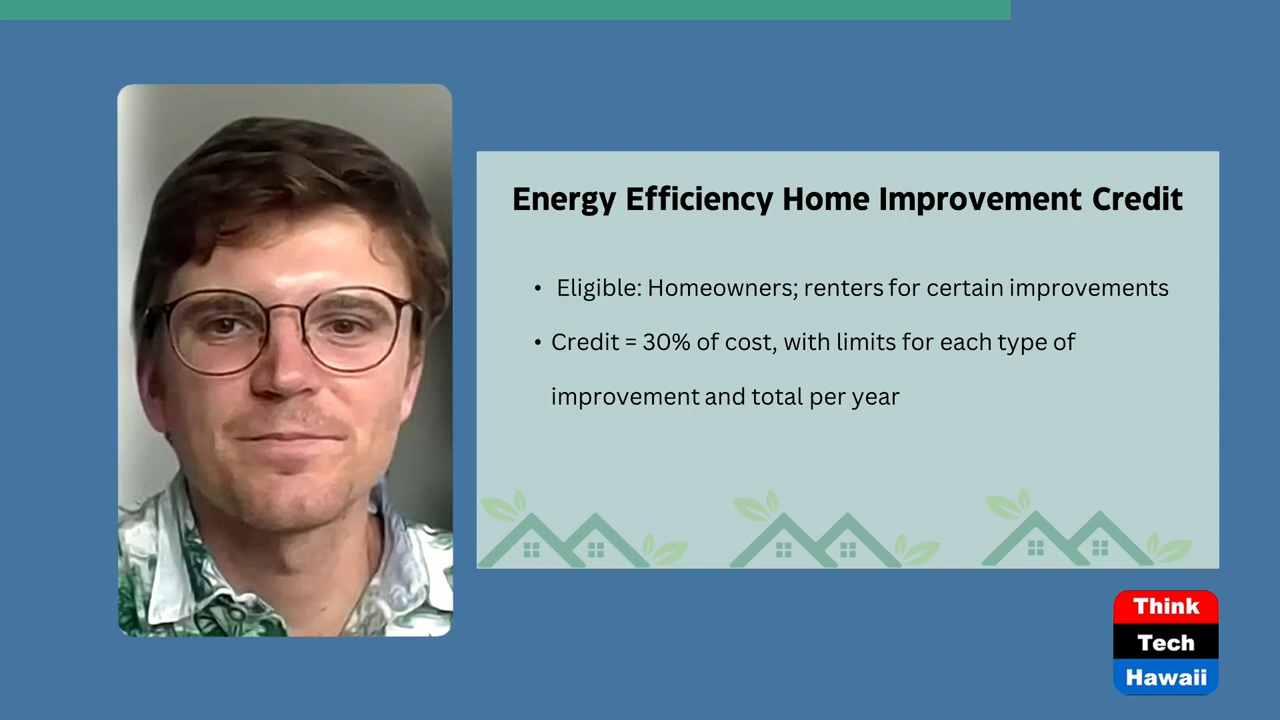 Energy Efficiency Home Improvement Credit
• Eligible: Homeowners; renters for certain improvements
• Credit = 30% of cost, with limits for each type of
improvement and total per year
Think
Tech
Hawaii